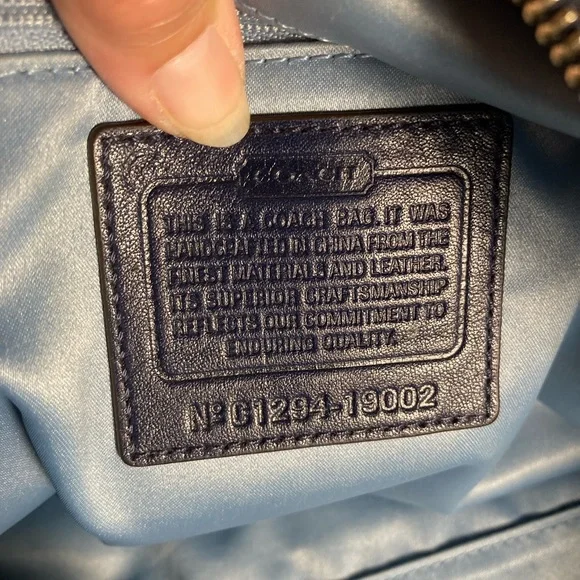 COACH
THIS IS A COACH BAG. IT WAS
HANDCRAFTED IN CHINA FROM THE
FINEST MATERIALS AND LEATHER.
ITS SUPERIOR CRAFTSMANSHIP
REFLECTS OUR COMMITMENT TO
ENDURING QUALITY.
Nº C1294-19002